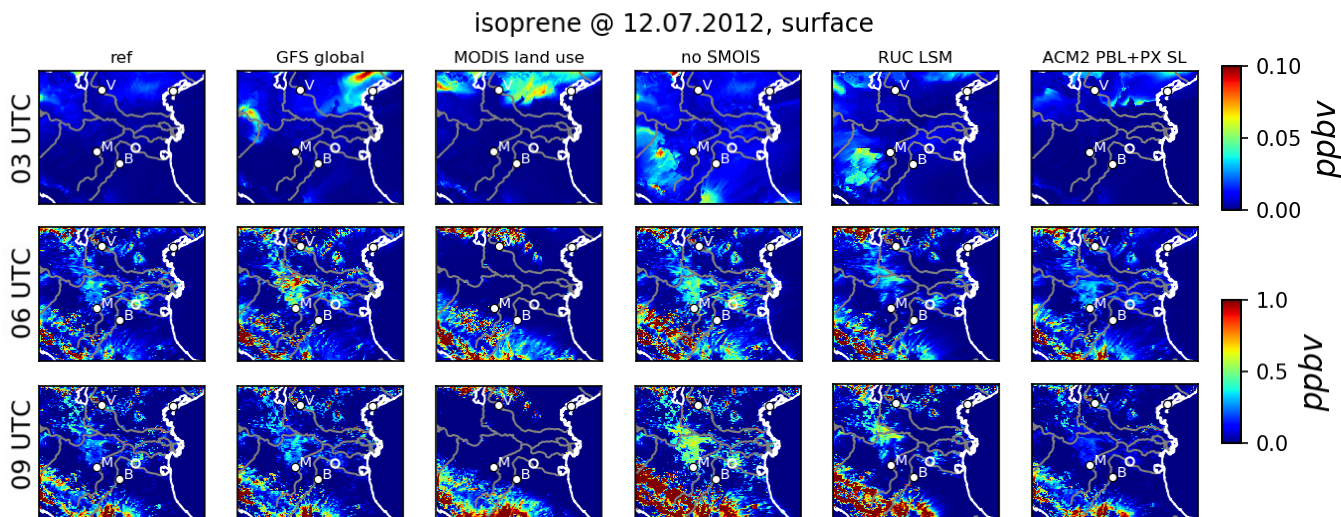 isoprene @ 12.07.2012, surface
ref GFS global MODIS land use no SMOIS RUC LSM ACM2 PBL+PX SL
03 UTC
V V V V V V
M M M M M M
B B B B B B
0.10
0.05
0.00
ppbv
06 UTC
V V V V V V
M M M M M M
B B B B B B
09 UTC
V V V V V V
M M M M M M
B B B B B B
1.0
0.5
0.0
ppbv